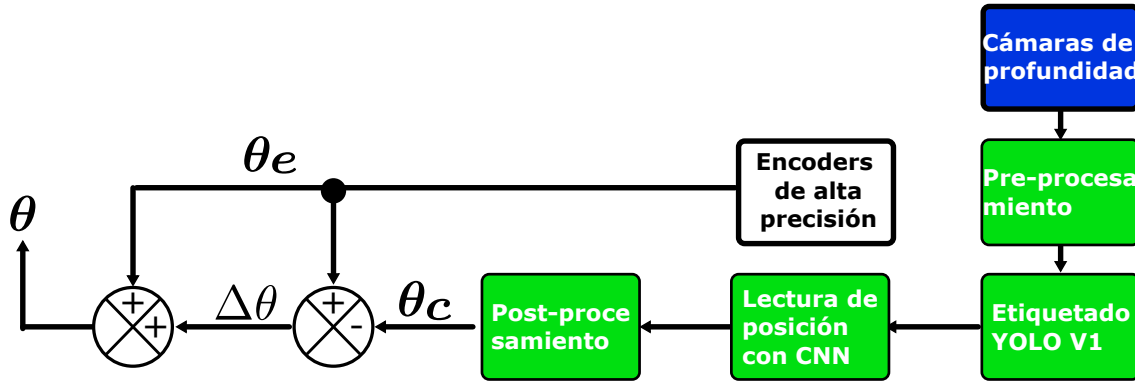 Cámaras de
profundidad
θe
Encoders
de alta
precisión
Pre-procesa
miento
θ
+
+
Δθ
+
-
θc
Post-proce
samiento
Lectura de
posición
con CNN
Etiquetado
YOLO V1